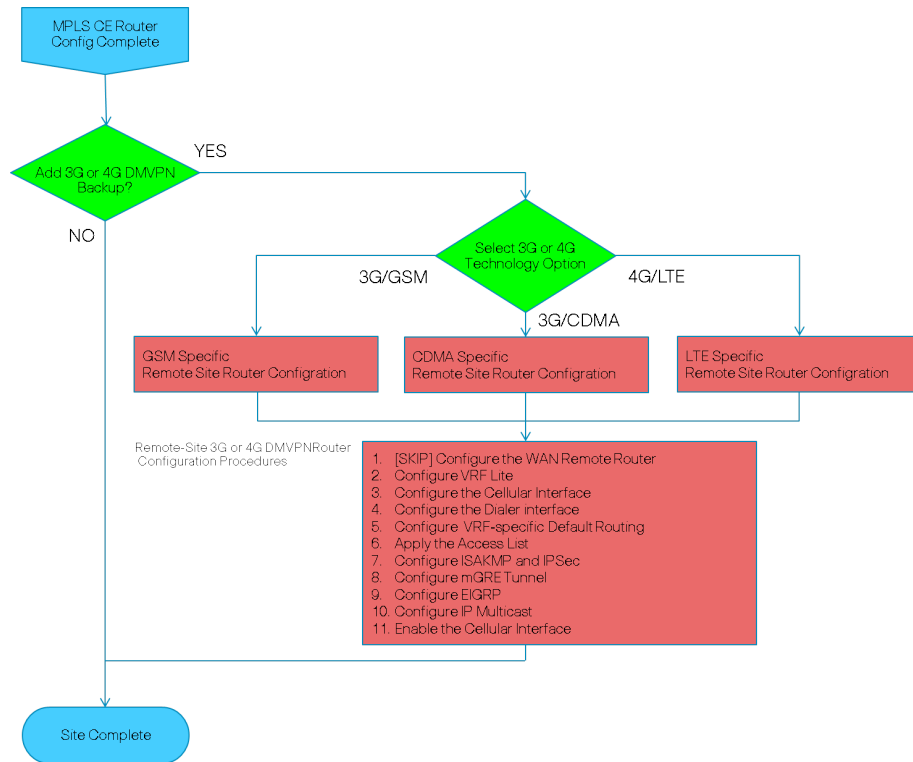 MPLS CE Router
Config Complete
YES
Add 3G or 4G DMVPN
Backup?
NO
Select 3G or 4G
Technology Option
3G/GSM
4G/LTE
3G/CDMA
GSM Specific
Remote Site Router Configration
CDMA Specific
Remote Site Router Configration
LTE Specific
Remote Site Router Configration
Remote-Site 3G or 4G DMVPNRouter
Configuration Procedures
1. [SKIP] Configure the WAN Remote Router
2. Configure VRF Lite
3. Configure the Cellular Interface
4. Configure the Dialer interface
5. Configure VRF-specific Default Routing
6. Apply the Access List
7. Configure ISAKMP and IPSec
8. Configure mGRE Tunnel
9. Configure EIGRP
10. Configure IP Multicast
11. Enable the Cellular Interface
Site Complete